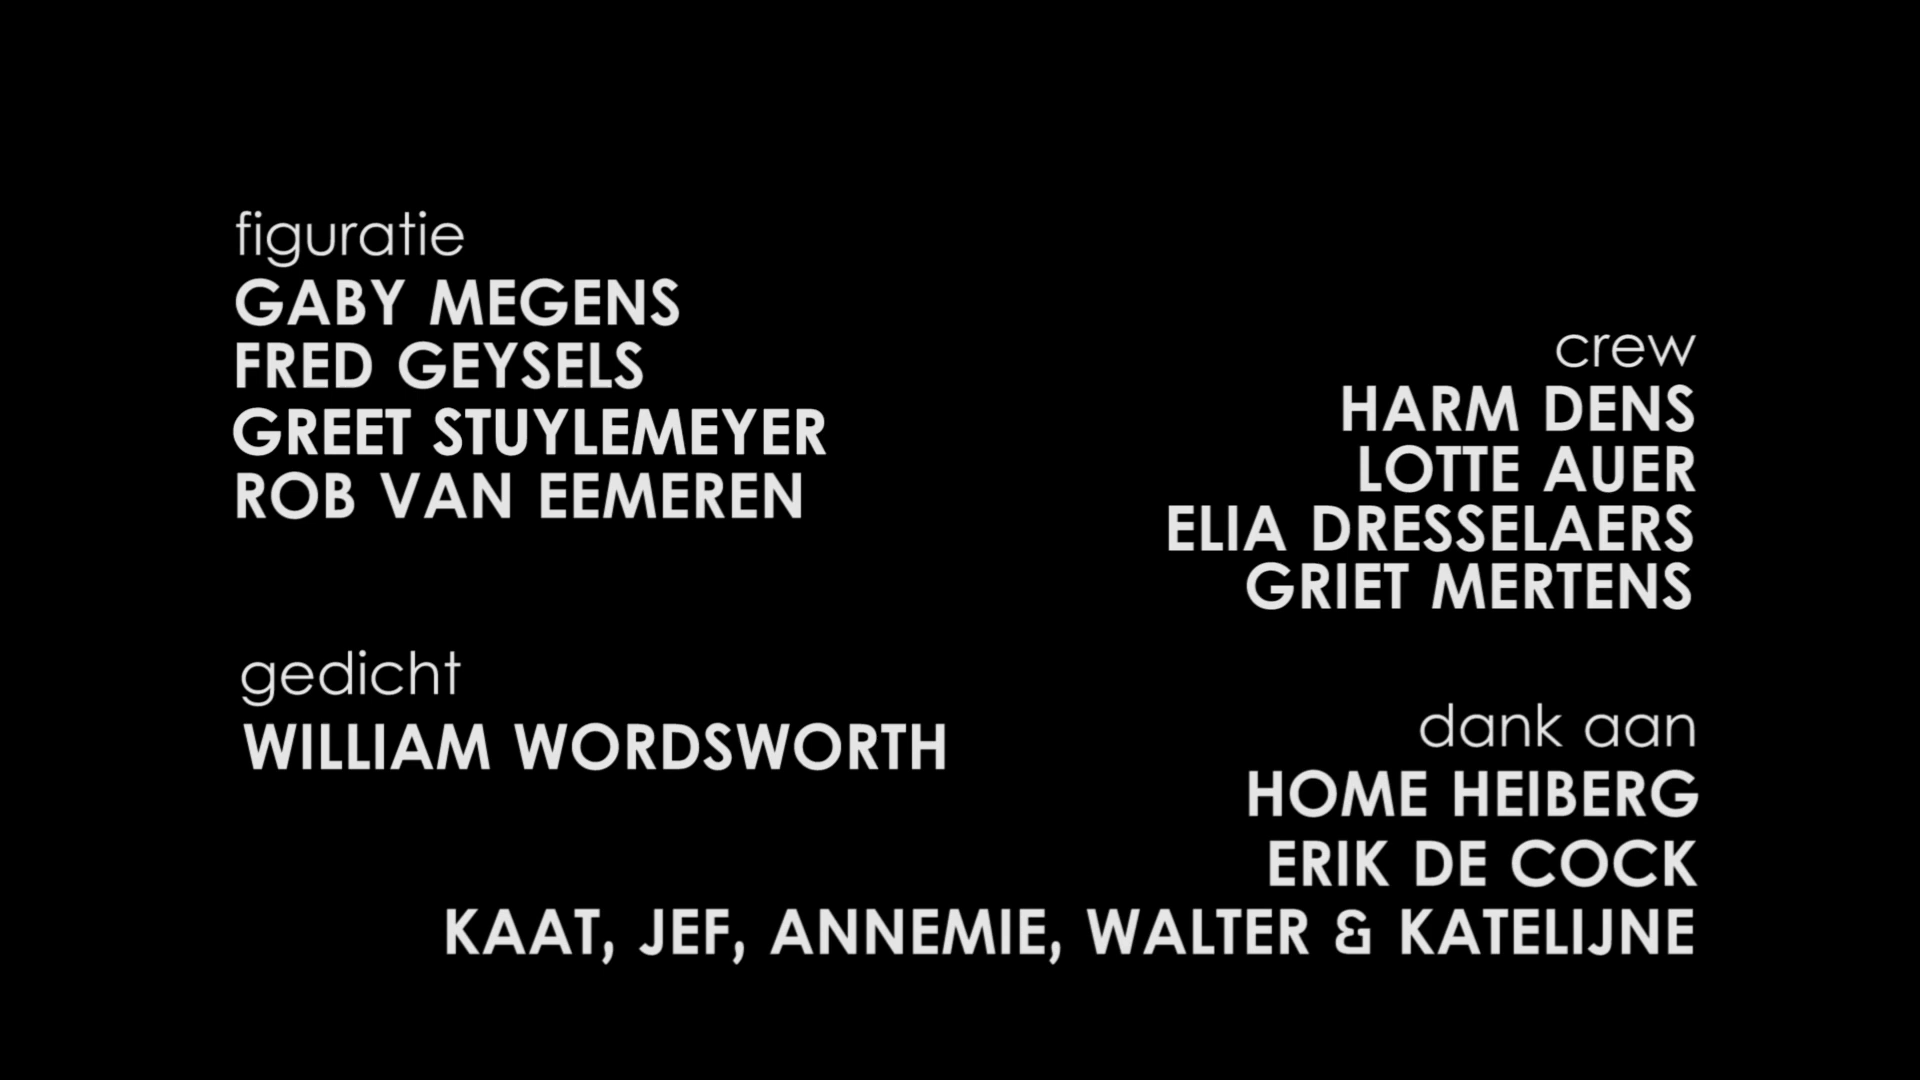 figuratie
GABY MEGENS
FRED GEYSELS
GREET STUYLEMEYER
ROB VAN EEMEREN
gedicht
WILLIAM WORDSWORTH
crew
HARM DENS
LOTTE AUER
ELIA DRESSELAERS
GRIET MERTENS
dank aan
HOME HEIBERG
ERIK DE COCK
KAAT, JEF, ANNEMIE, WALTER & KATELIJNE